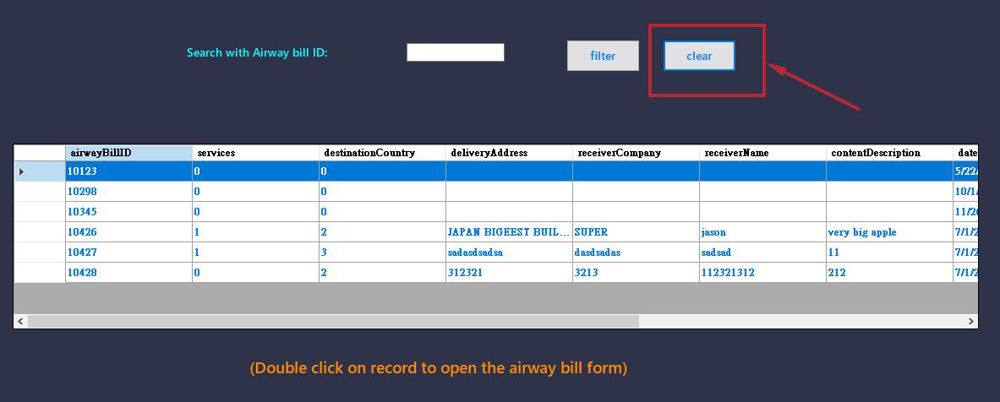 Search with Airway bill ID: filter clear
airwayBillID services destinationCountry deliveryAddress receiverCompany receiverName contentDescription date
10123 0 0 5/22/
10298 0 0 10/1/
10345 0 0 11/20
10426 1 2 JAPAN BIGEEST BUIL... SUPER jason very big apple 7/1/2
10427 1 3 sadasdsadsa dasdsadas sadsad 11 7/1/2
10428 0 2 312321 3213 112321312 212 7/1/2
(Double click on record to open the airway bill form)